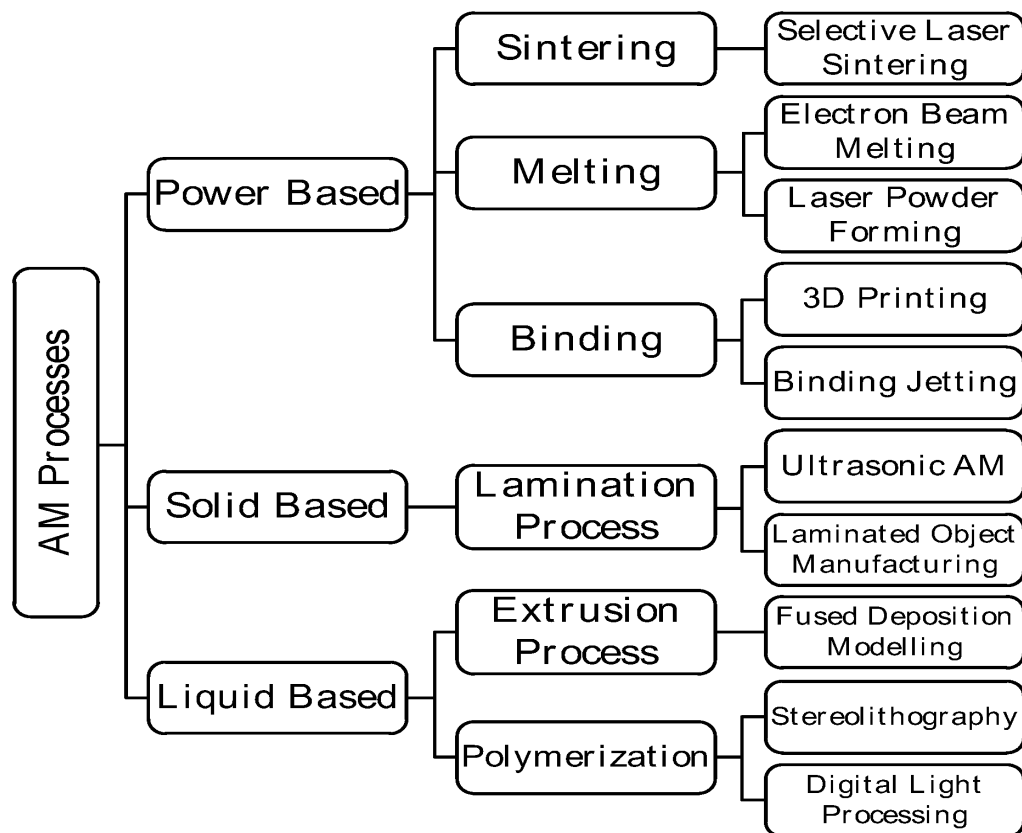 AM Processes
Power Based
Sintering
Selective Laser
Sintering
Melting
Electron Beam
Melting
Laser Powder
Forming
Binding
3D Printing
Binding Jetting
Solid Based
Lamination
Process
Ultrasonic AM
Laminated Object
Manufacturing
Liquid Based
Extrusion
Process
Fused Deposition
Modelling
Polymerization
Stereolithography
Digital Light
Processing